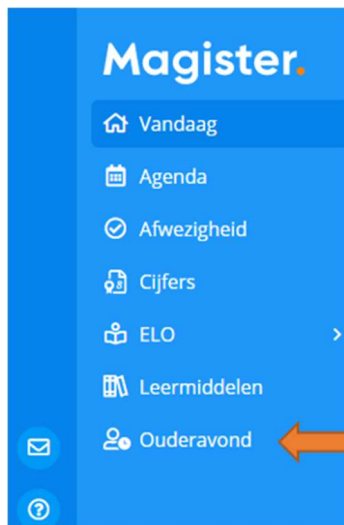 Magister.
Vandaag
Agenda
Afwezigheid
Cijfers
ELO
Leermiddelen
Ouderavond